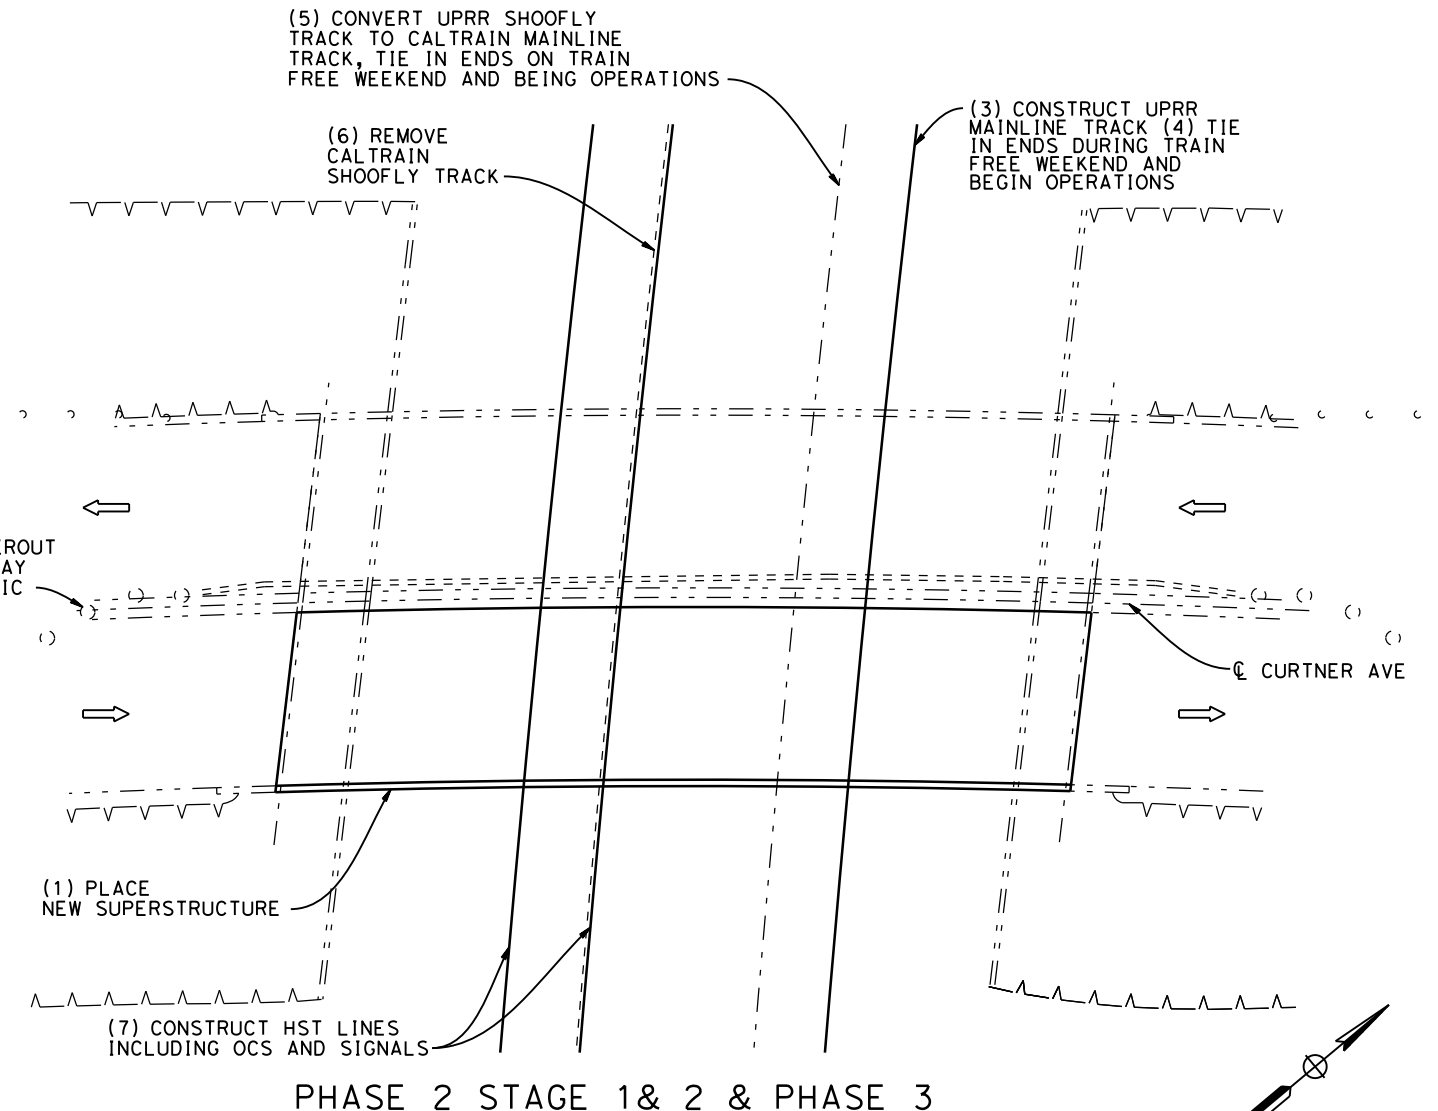 (5) CONVERT UPRR SHOOFLY
TRACK TO CALTRAIN MAINLINE
TRACK, TIE IN ENDS ON TRAIN
FREE WEEKEND AND BEING OPERATIONS
(3) CONSTRUCT UPRR
MAINLINE TRACK (4) TIE
IN ENDS DURING TRAIN
FREE WEEKEND AND
BEGIN OPERATIONS
(6) REMOVE
CALTRAIN
SHOOFLY TRACK
℄ CURTNER AVE
(1) PLACE
NEW SUPERSTRUCTURE
(7) CONSTRUCT HST LINES
INCLUDING OCS AND SIGNALS
PHASE 2 STAGE 1& 2 & PHASE 3